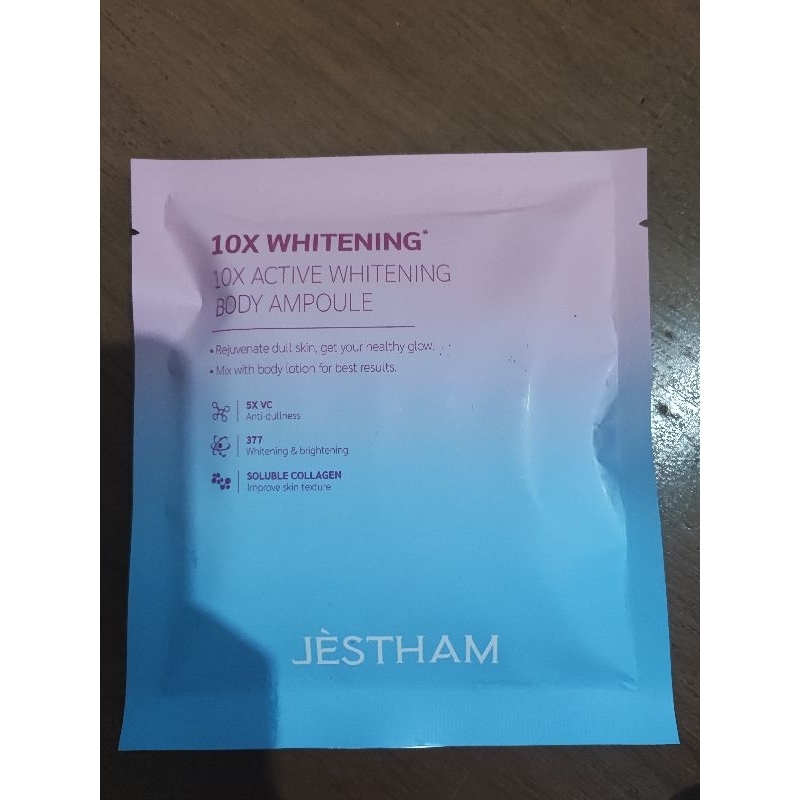 10X WHITENING*
10X ACTIVE WHITENING
BODY AMPOULE
• Rejuvenate dull skin, get your healthy glow.
• Mix with body lotion for best results.
5X VC
Anti-dullness
377
Whitening & brightening
SOLUBLE COLLAGEN
Improve skin texture
JÈSTHAM